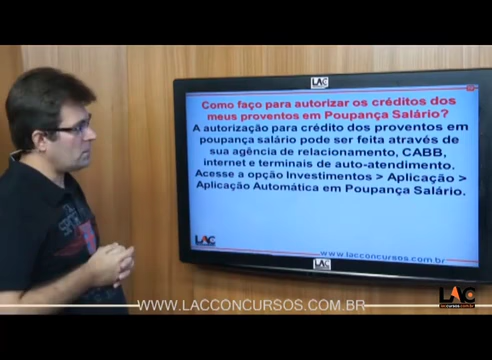 LAC
Como faço para autorizar os créditos dos
meus proventos em Poupança Salário?
A autorização para crédito dos proventos em
poupança salário pode ser feita através de
sua agência de relacionamento, CABB,
internet e terminais de auto-atendimento.
Acesse a opção Investimentos > Aplicação >
Aplicação Automática em Poupança Salário.
LAC
www.lacconcursos.com.br
LAC
WWW.LACCONCURSOS.COM.BR
LAC